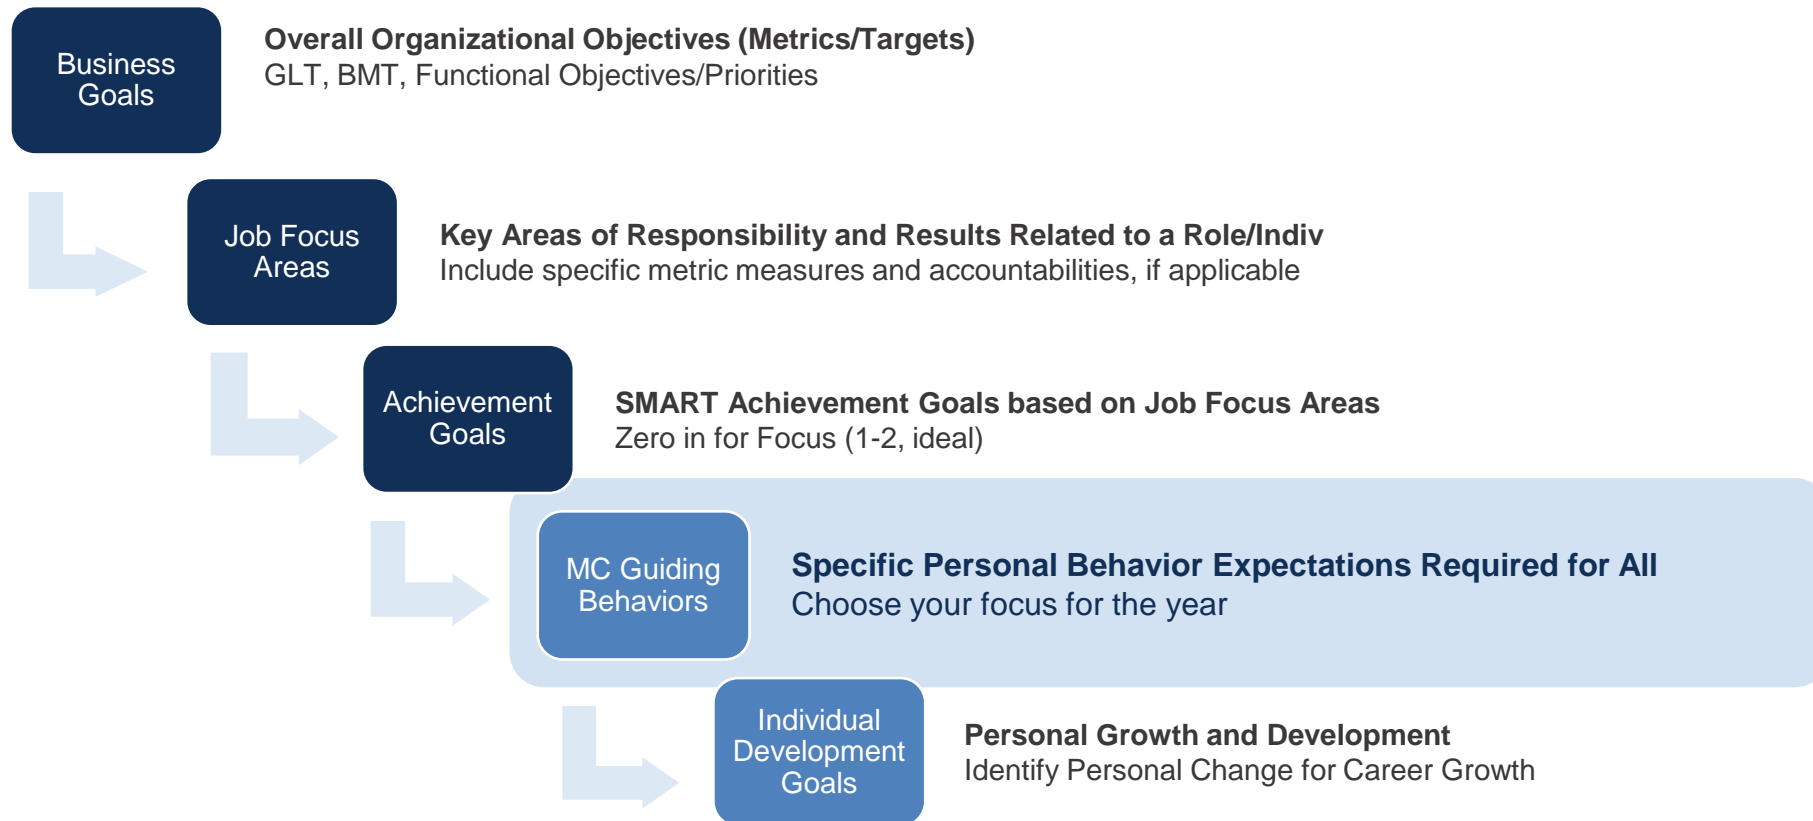 Business
Goals
Overall Organizational Objectives (Metrics/Targets)
GLT, BMT, Functional Objectives/Priorities
Job Focus
Areas
Key Areas of Responsibility and Results Related to a Role/Indiv
Include specific metric measures and accountabilities, if applicable
Achievement
Goals
SMART Achievement Goals based on Job Focus Areas
Zero in for Focus (1-2, ideal)
MC Guiding
Behaviors
Specific Personal Behavior Expectations Required for All
Choose your focus for the year
Individual
Development
Goals
Personal Growth and Development
Identify Personal Change for Career Growth